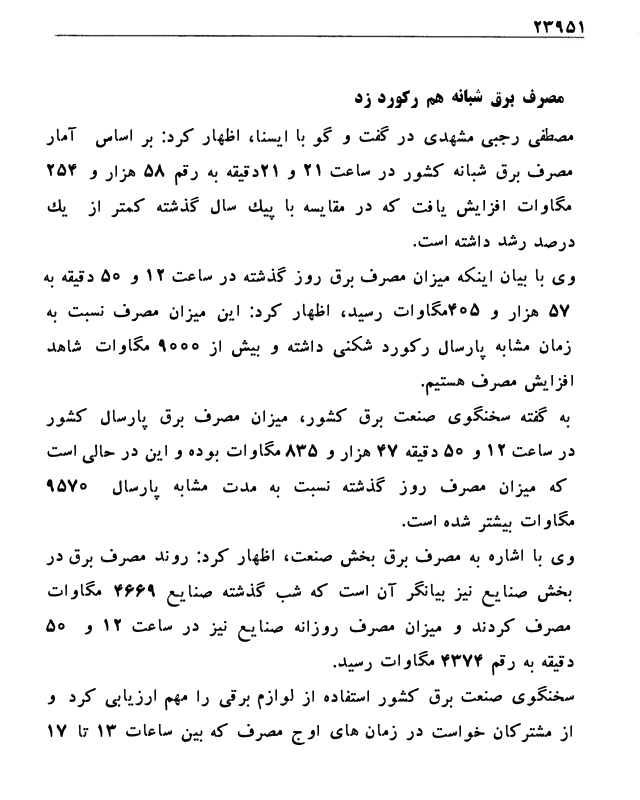 ۲۳۹۵۱
مصرف برق شبانه هم رکورد زد
مصطفی رجبی مشهدی در گفت و گو با ایسنا، اظهار کرد: بر اساس آمار
مصرف برق شبانه کشور در ساعت ۲۱ و ۲۱دقیقه به رقم ۵۸ هزار و ۲۵۴
مگاوات افزایش یافت که در مقایسه با پیك سال گذشته کمتر از یك
درصد رشد داشته است.
وی با بیان اینکه میزان مصرف برق روز گذشته در ساعت ۱۲ و ۵۰ دقیقه به
۵۷ هزار و ۴۰۵مگاوات رسید، اظهار کرد: این میزان مصرف نسبت به
زمان مشابه پارسال رکورد شکنی داشته و بیش از ۹۰۰۰ مگاوات شاهد
افزایش مصرف هستیم.
به گفته سخنگوی صنعت برق کشور، میزان مصرف برق پارسال کشور
در ساعت ۱۲ و ۵۰ دقیقه ۴۷ هزار و ۸۳۵ مگاوات بوده و این در حالی است
که میزان مصرف روز گذشته نسبت به مدت مشابه پارسال ۹۵۷۰
مگاوات بیشتر شده است.
وی با اشاره به مصرف برق بخش صنعت، اظهار کرد: روند مصرف برق در
بخش صنایع نیز بیانگر آن است که شب گذشته صنایع ۴۶۶۹ مگاوات
مصرف کردند و میزان مصرف روزانه صنایع نیز در ساعت ۱۲ و ۵۰
دقیقه به رقم ۴۳۷۴ مگاوات رسید.
سخنگوی صنعت برق کشور استفاده از لوازم برقی را مهم ارزیابی کرد و
از مشترکان خواست در زمان های اوج مصرف که بین ساعات ۱۳ تا ۱۷